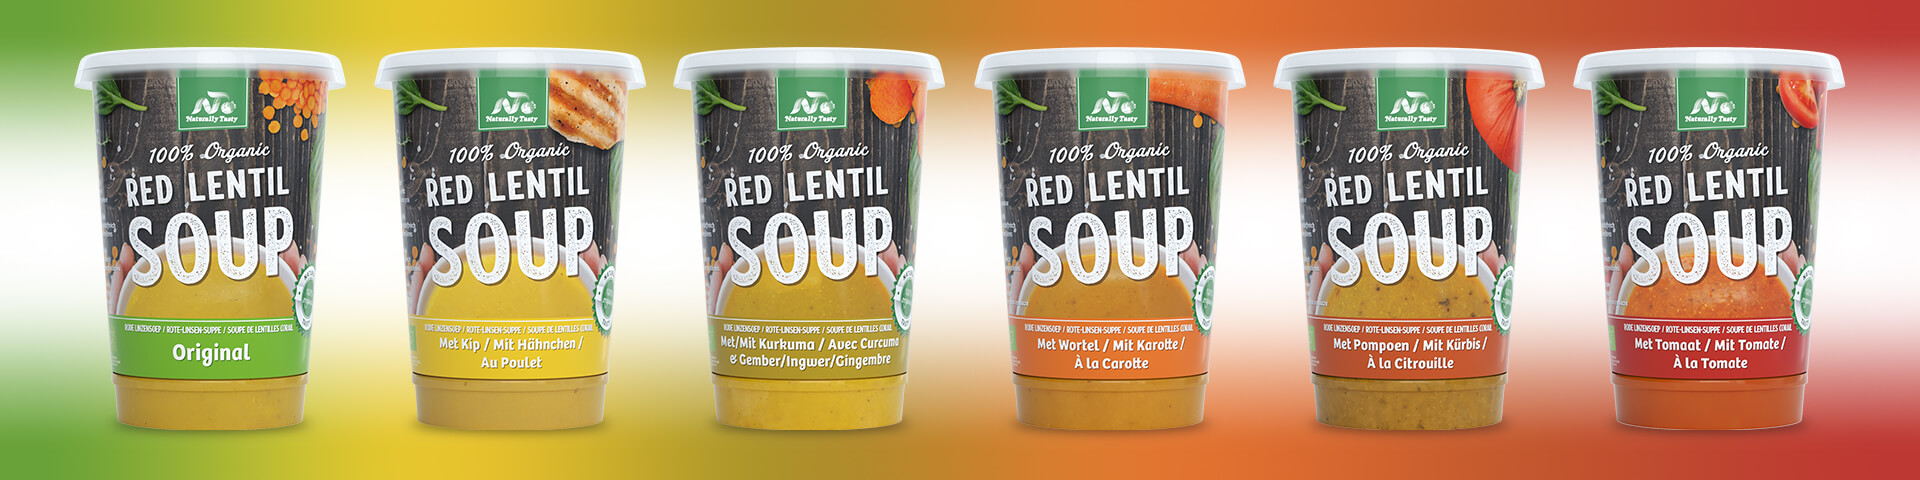 Naturally Tasty
100% Organic
RED LENTIL
SOUP
RODE LINZENSOEP / ROTE-LINSEN-SUPPE / SOUPE DE LENTILLES CORAIL
Original
Naturally Tasty
100% Organic
RED LENTIL
SOUP
RODE LINZENSOEP / ROTE-LINSEN-SUPPE / SOUPE DE LENTILLES CORAIL
Met Kip / Mit Hähnchen /
Au Poulet
Naturally Tasty
100% Organic
RED LENTIL
SOUP
RODE LINZENSOEP / ROTE-LINSEN-SUPPE / SOUPE DE LENTILLES CORAIL
Met/Mit Kurkuma / Avec Curcuma
& Gember/Ingwer/Gingembre
Naturally Tasty
100% Organic
RED LENTIL
SOUP
RODE LINZENSOEP / ROTE-LINSEN-SUPPE / SOUPE DE LENTILLES CORAIL
Met Wortel / Mit Karotte /
À la Carotte
Naturally Tasty
100% Organic
RED LENTIL
SOUP
RODE LINZENSOEP / ROTE-LINSEN-SUPPE / SOUPE DE LENTILLES CORAIL
Met Pompoen / Mit Kürbis /
À la Citrouille
Naturally Tasty
100% Organic
RED LENTIL
SOUP
RODE LINZENSOEP / ROTE-LINSEN-SUPPE / SOUPE DE LENTILLES CORAIL
Met Tomaat / Mit Tomate /
À la Tomate